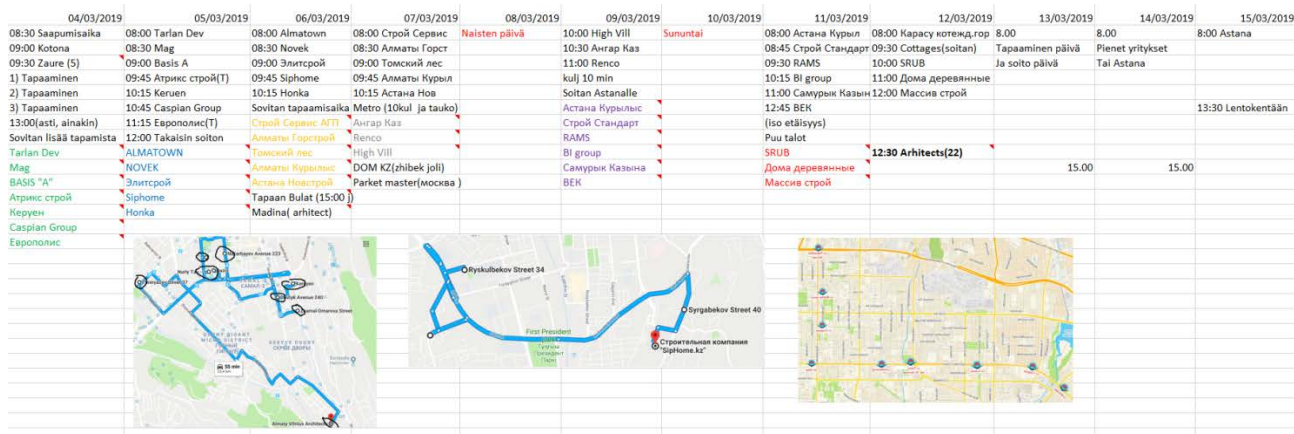 04/03/2019 05/03/2019 06/03/2019 07/03/2019 08/03/2019 09/03/2019 10/03/2019 11/03/2019 12/03/2019 13/03/2019 14/03/2019 15/03/2019
08:30 Saapumisaika 08:00 Tarlan Dev 08:00 Almatown 08:00 Строй Сервис Naisten päivä 10:00 High Vill Sununtai 08:00 Астана Курыл 08:00 Карасу котежд.гор 8.00 8.00 8:00 Astana
09:00 Kotona 08:30 Mag 08:30 Novek 08:30 Алматы Горст 10:30 Ангар Каз 08:45 Строй Стандарт 09:30 Cottages(soitan) Tapaaminen päivä Pienet yritykset
09:30 Zaure (5) 09:00 Basis A 09:00 Элитсрой 09:00 Томский лес 11:00 Renco 09:30 RAMS 10:00 SRUB Ja soito päivä Tai Astana
1) Tapaaminen 09:45 Атрикс строй(Т) 09:45 Siphome 09:45 Алматы Курыл kulj 10 min 10:15 BI group 11:00 Дома деревянные
2) Tapaaminen 10:15 Keruen 10:15 Honka 10:15 Астана Нов Soitan Astanalle 11:00 Самурык Казын 12:00 Массив строй
3) Tapaaminen 10:45 Caspian Group Sovitan tapaamisaika Metro (10kul ja tauko) Астана Курылыс 12:45 ВЕК 13:30 Lentokentään
13:00(asti, ainakin) 11:15 Европолис(Т) Строй Сервис АГП Ангар Каз Строй Стандарт (iso etäisyys)
Sovitan lisää tapamista 12:00 Takaisin soiton Алматы Горстрой Renco RAMS Puu talot
Tarlan Dev ALMATOWN Томский лес High Vill BI group SRUB 12:30 Arhitects(22)
Mag NOVEK Алматы Курылыс DOM KZ(zhibek joli) Самурык Казына Дома деревянные 15.00 15.00
BASIS "A" Элитсрой Астана Новстрой Parket master(москва ) ВЕК Массив строй
Атрикс строй Siphome Tapaan Bulat (15:00 j)
Керуен Honka Madina( arhitect)
Caspian Group
Европолис
Ryskulbekov Street 34
Syrgabekov Street 40
First President
Строительная компания
"SipHome.kz"